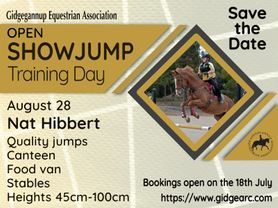 Gidgegannup Equestrian Association
OPEN
SHOWJUMP
Training Day
Save
the
Date
August 28
Nat Hibbert
Quality jumps
Canteen
Food van
Stables
Heights 45cm-100cm
Bookings open on the 18th July
https://www.gidgearc.com/